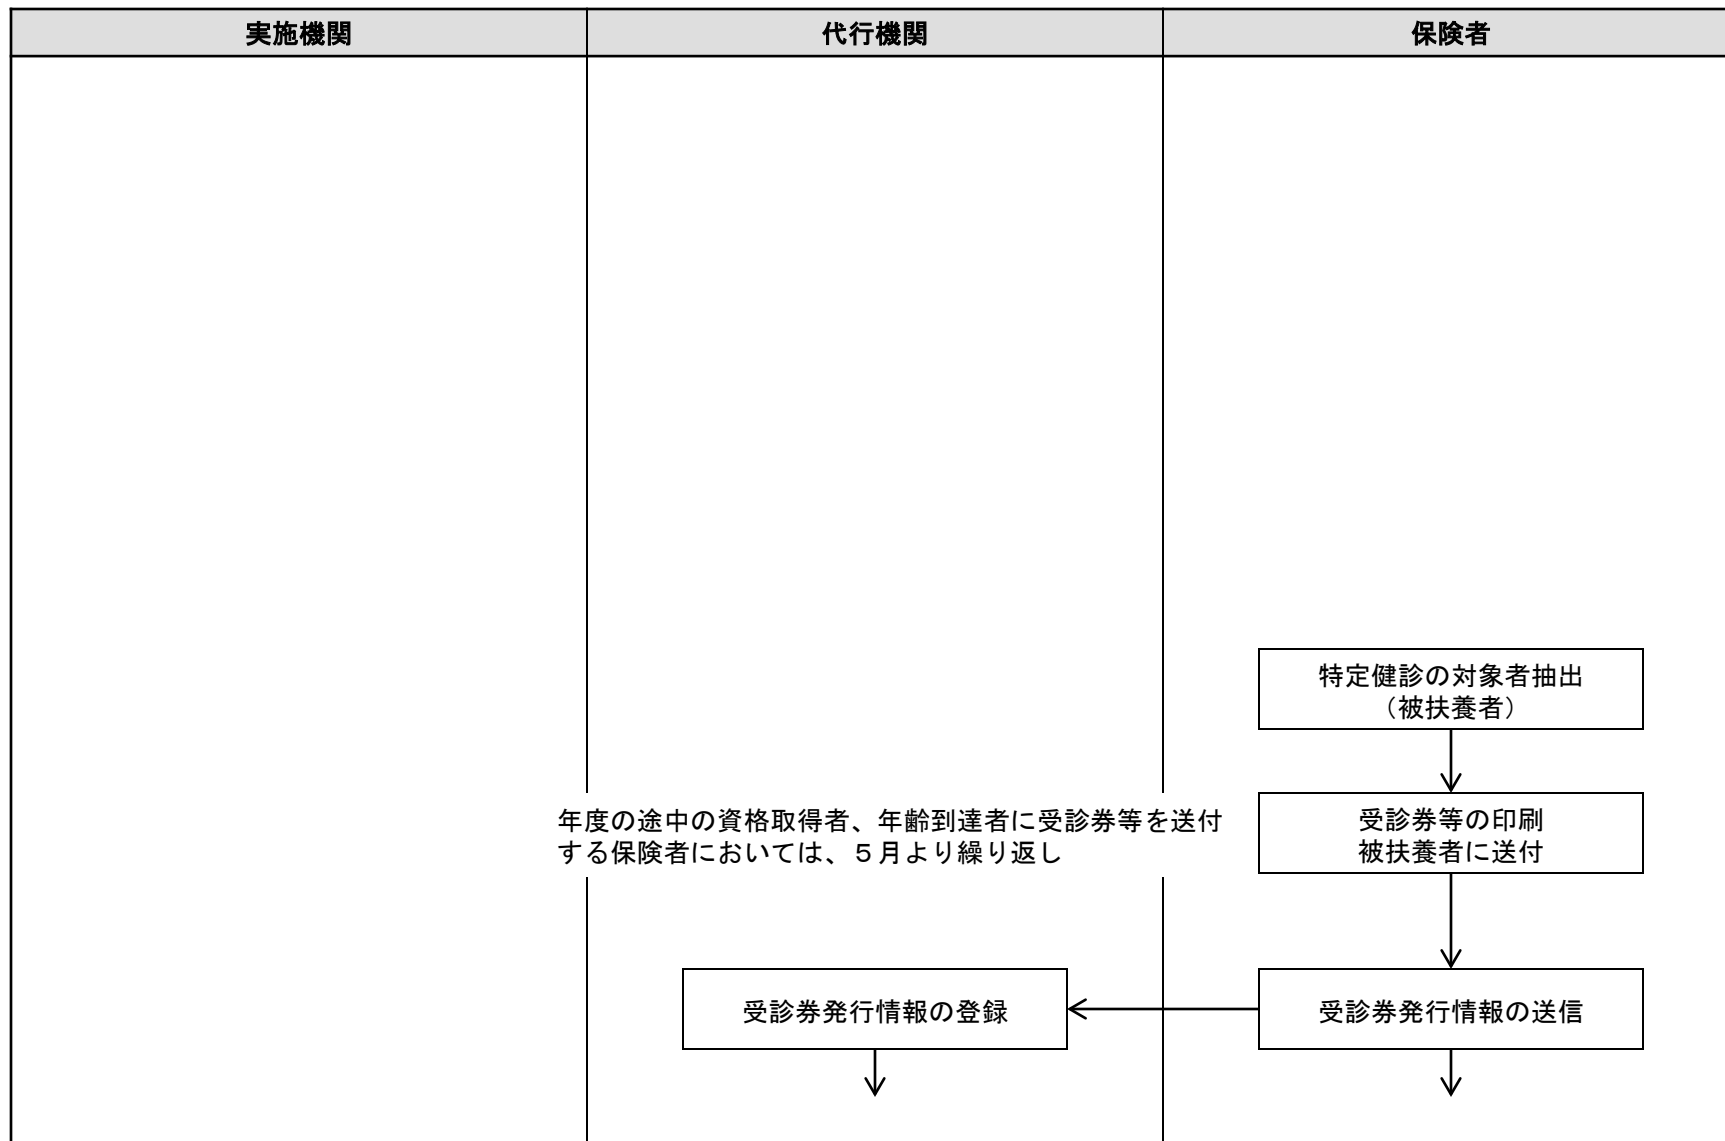 実施機関
代行機関
保険者
特定健診の対象者抽出
（被扶養者）
年度の途中の資格取得者、年齢到達者に受診券等を送付
する保険者においては、５月より繰り返し
受診券等の印刷
被扶養者に送付
受診券発行情報の登録
受診券発行情報の送信